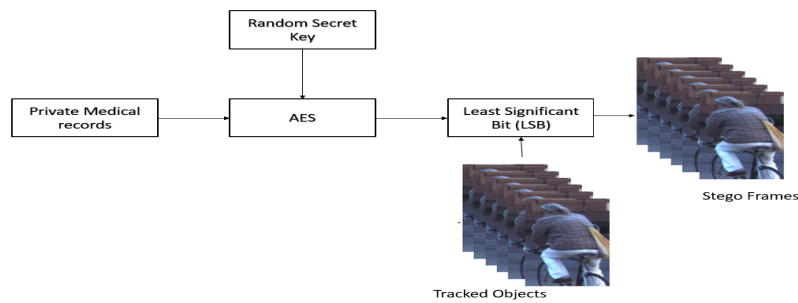 Random Secret
Key
Private Medical
records
AES
Least Significant
Bit (LSB)
Stego Frames
Tracked Objects